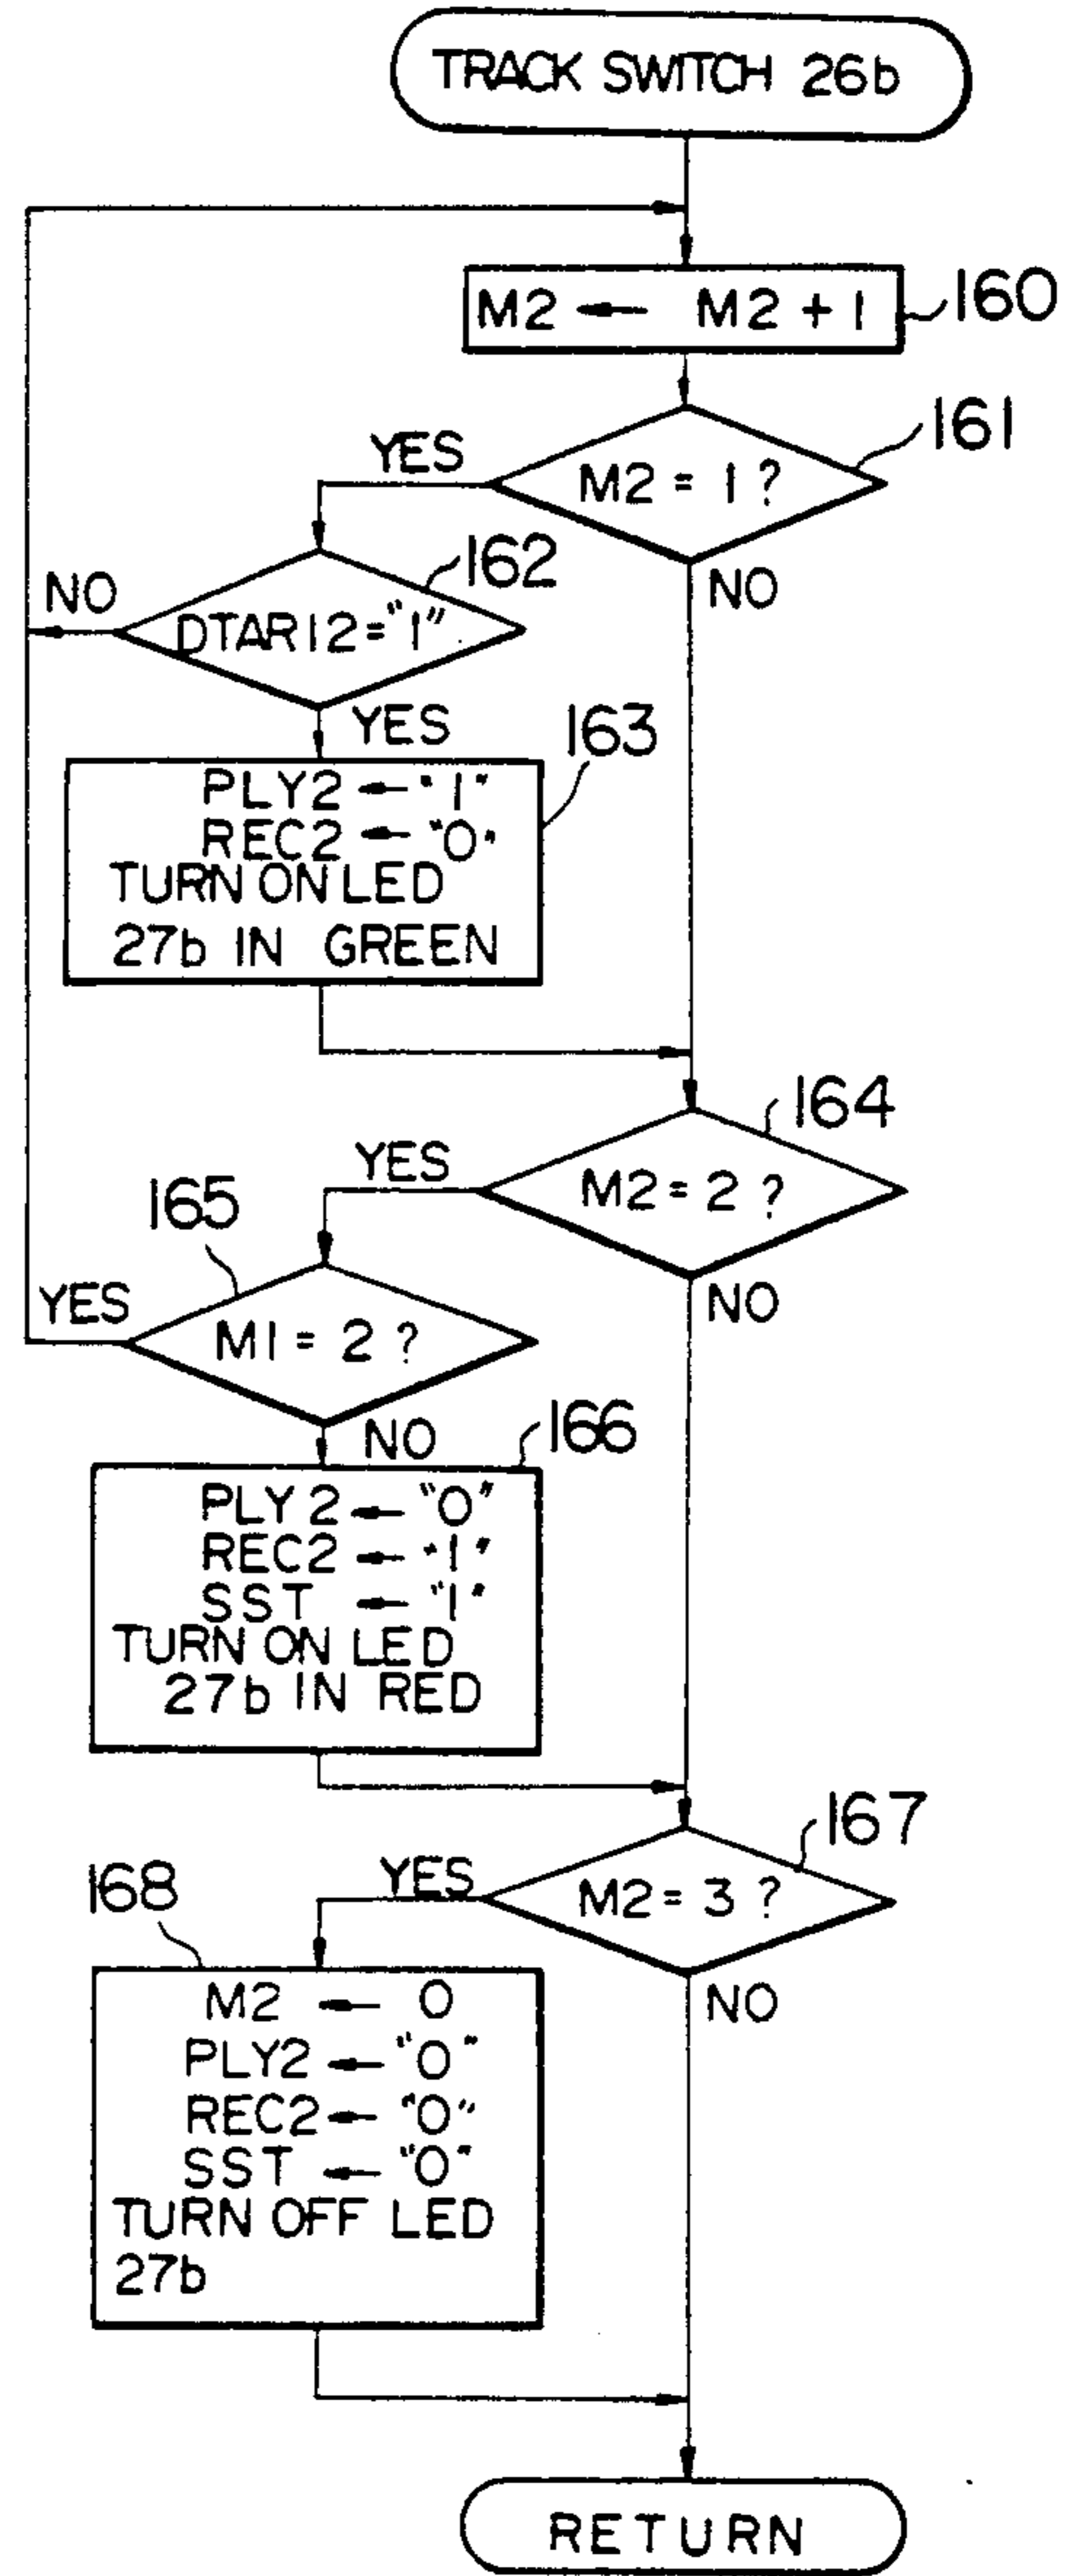 TRACK SWITCH 26b
M2 ← M2 + 1
160
161
YES
M2 = 1 ?
NO
162
NO
DTAR12="1"
YES
163
PLY2 ← "1"
REC2 ← "0"
TURN ON LED
27b IN GREEN
164
YES
M2 = 2 ?
165
NO
YES
M1 = 2 ?
NO
166
PLY2 ← "0"
REC2 ← "1"
SST ← "1"
TURN ON LED
27b IN RED
167
168
YES
M2 = 3 ?
NO
M2 ← 0
PLY2 ← "0"
REC2 ← "0"
SST ← "0"
TURN OFF LED
27b
RETURN